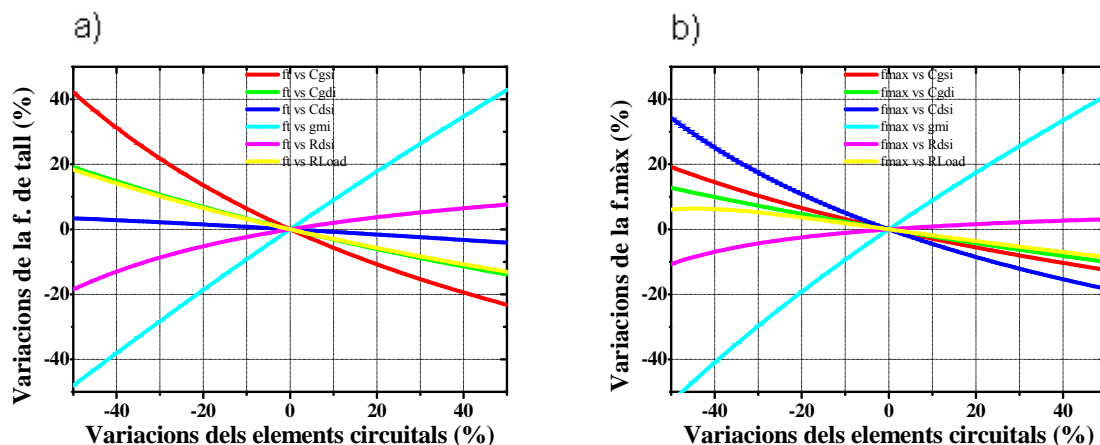 a)
ft vs Cgsi
ft vs Cgdi
ft vs Cdsi
ft vs gmi
ft vs Rdsi
ft vs RLoad
40
20
0
-20
-40
-40
-20
0
20
40
Variacions de la f. de tall (%)
Variacions dels elements circuitals (%)
b)
fmax vs Cgsi
fmax vs Cgdi
fmax vs Cdsi
fmax vs gmi
fmax vs Rdsi
fmax vs RLoad
40
20
0
-20
-40
-40
-20
0
20
40
Variacions de la f.màx (%)
Variacions dels elements circuitals (%)